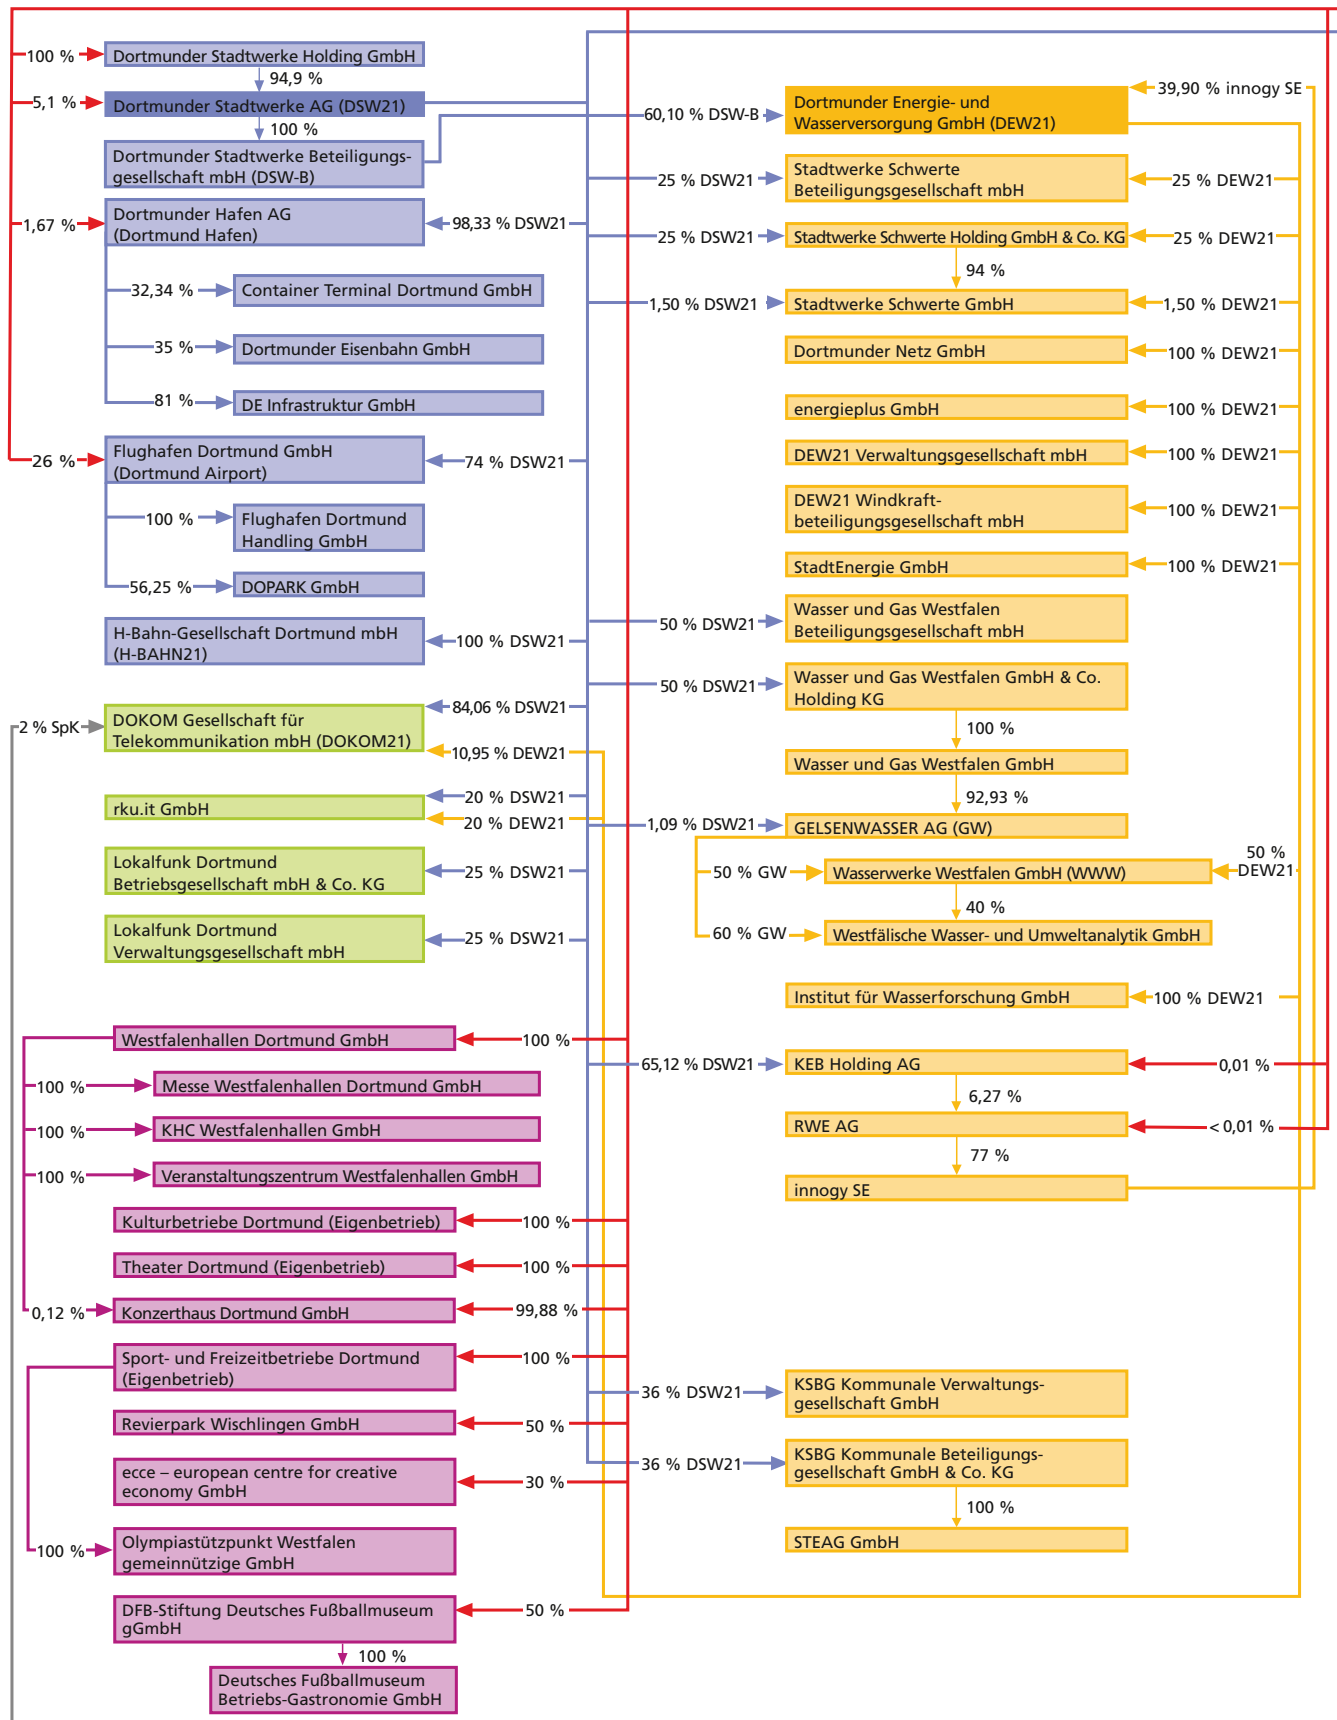 100 %
Dortmunder Stadtwerke Holding GmbH
94,9 %
5,1 %
Dortmunder Stadtwerke AG (DSW21)
100 %
Dortmunder Stadtwerke Beteiligungs-
gesellschaft mbH (DSW-B)
1,67 %
Dortmunder Hafen AG
(Dortmund Hafen)
98,33 % DSW21
32,34 %
Container Terminal Dortmund GmbH
35 %
Dortmunder Eisenbahn GmbH
81 %
DE Infrastruktur GmbH
26 %
Flughafen Dortmund GmbH
(Dortmund Airport)
74 % DSW21
100 %
Flughafen Dortmund
Handling GmbH
56,25 %
DOPARK GmbH
H-Bahn-Gesellschaft Dortmund mbH
(H-BAHN21)
100 % DSW21
2 % SpK
DOKOM Gesellschaft für
Telekommunikation mbH (DOKOM21)
84,06 % DSW21
10,95 % DEW21
rku.it GmbH
20 % DSW21
20 % DEW21
Lokalfunk Dortmund
Betriebsgesellschaft mbH & Co. KG
25 % DSW21
Lokalfunk Dortmund
Verwaltungsgesellschaft mbH
25 % DSW21
Westfalenhallen Dortmund GmbH
100 %
100 %
Messe Westfalenhallen Dortmund GmbH
100 %
KHC Westfalenhallen GmbH
100 %
Veranstaltungszentrum Westfalenhallen GmbH
Kulturbetriebe Dortmund (Eigenbetrieb)
100 %
Theater Dortmund (Eigenbetrieb)
100 %
0,12 %
Konzerthaus Dortmund GmbH
99,88 %
Sport- und Freizeitbetriebe Dortmund
(Eigenbetrieb)
100 %
Revierpark Wischlingen GmbH
50 %
ecce – european centre for creative
economy GmbH
30 %
100 %
Olympiastützpunkt Westfalen
gemeinnützige GmbH
DFB-Stiftung Deutsches Fußballmuseum
gGmbH
50 %
100 %
Deutsches Fußballmuseum
Betriebs-Gastronomie GmbH
60,10 % DSW-B
Dortmunder Energie- und
Wasserversorgung GmbH (DEW21)
39,90 % innogy SE
25 % DSW21
Stadtwerke Schwerte
Beteiligungsgesellschaft mbH
25 % DEW21
25 % DSW21
Stadtwerke Schwerte Holding GmbH & Co. KG
25 % DEW21
94 %
1,50 % DSW21
Stadtwerke Schwerte GmbH
1,50 % DEW21
Dortmunder Netz GmbH
100 % DEW21
energieplus GmbH
100 % DEW21
DEW21 Verwaltungsgesellschaft mbH
100 % DEW21
DEW21 Windkraft-
beteiligungsgesellschaft mbH
100 % DEW21
StadtEnergie GmbH
100 % DEW21
50 % DSW21
Wasser und Gas Westfalen
Beteiligungsgesellschaft mbH
50 % DSW21
Wasser und Gas Westfalen GmbH & Co.
Holding KG
100 %
Wasser und Gas Westfalen GmbH
92,93 %
1,09 % DSW21
GELSENWASSER AG (GW)
50 % GW
Wasserwerke Westfalen GmbH (WWW)
50 %
DEW21
40 %
60 % GW
Westfälische Wasser- und Umweltanalytik GmbH
Institut für Wasserforschung GmbH
100 % DEW21
65,12 % DSW21
KEB Holding AG
0,01 %
6,27 %
RWE AG
< 0,01 %
77 %
innogy SE
36 % DSW21
KSBG Kommunale Verwaltungs-
gesellschaft GmbH
36 % DSW21
KSBG Kommunale Beteiligungs-
gesellschaft GmbH & Co. KG
100 %
STEAG GmbH